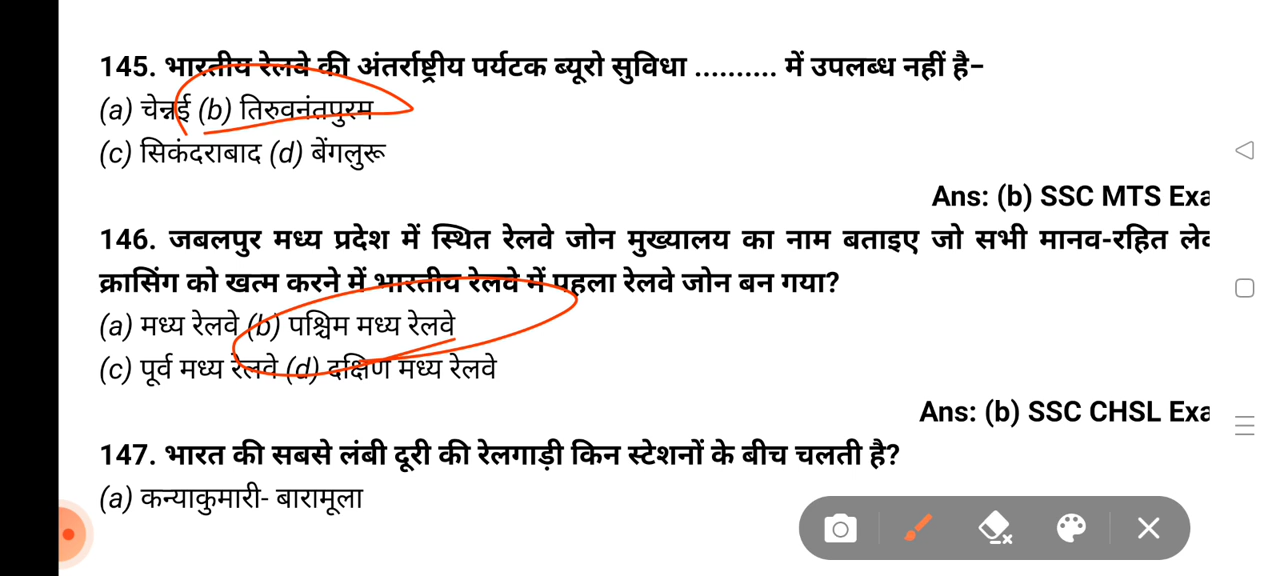 145. भारतीय रेलवे की अंतर्राष्ट्रीय पर्यटक ब्यूरो सुविधा .......... में उपलब्ध नहीं है–
(a) चेन्नई (b) तिरुवनंतपुरम
(c) सिकंदराबाद (d) बेंगलुरू
Ans: (b) SSC MTS Exa
146. जबलपुर मध्य प्रदेश में स्थित रेलवे जोन मुख्यालय का नाम बताइए जो सभी मानव-रहित
क्रासिंग को खत्म करने में भारतीय रेलवे में पहला रेलवे जोन बन गया?
(a) मध्य रेलवे (b) पश्चिम मध्य रेलवे
(c) पूर्व मध्य रेलवे (d) दक्षिण मध्य रेलवे
Ans: (b) SSC CHSL Exa
147. भारत की सबसे लंबी दूरी की रेलगाड़ी किन स्टेशनों के बीच चलती है?
(a) कन्याकुमारी- बारामूला